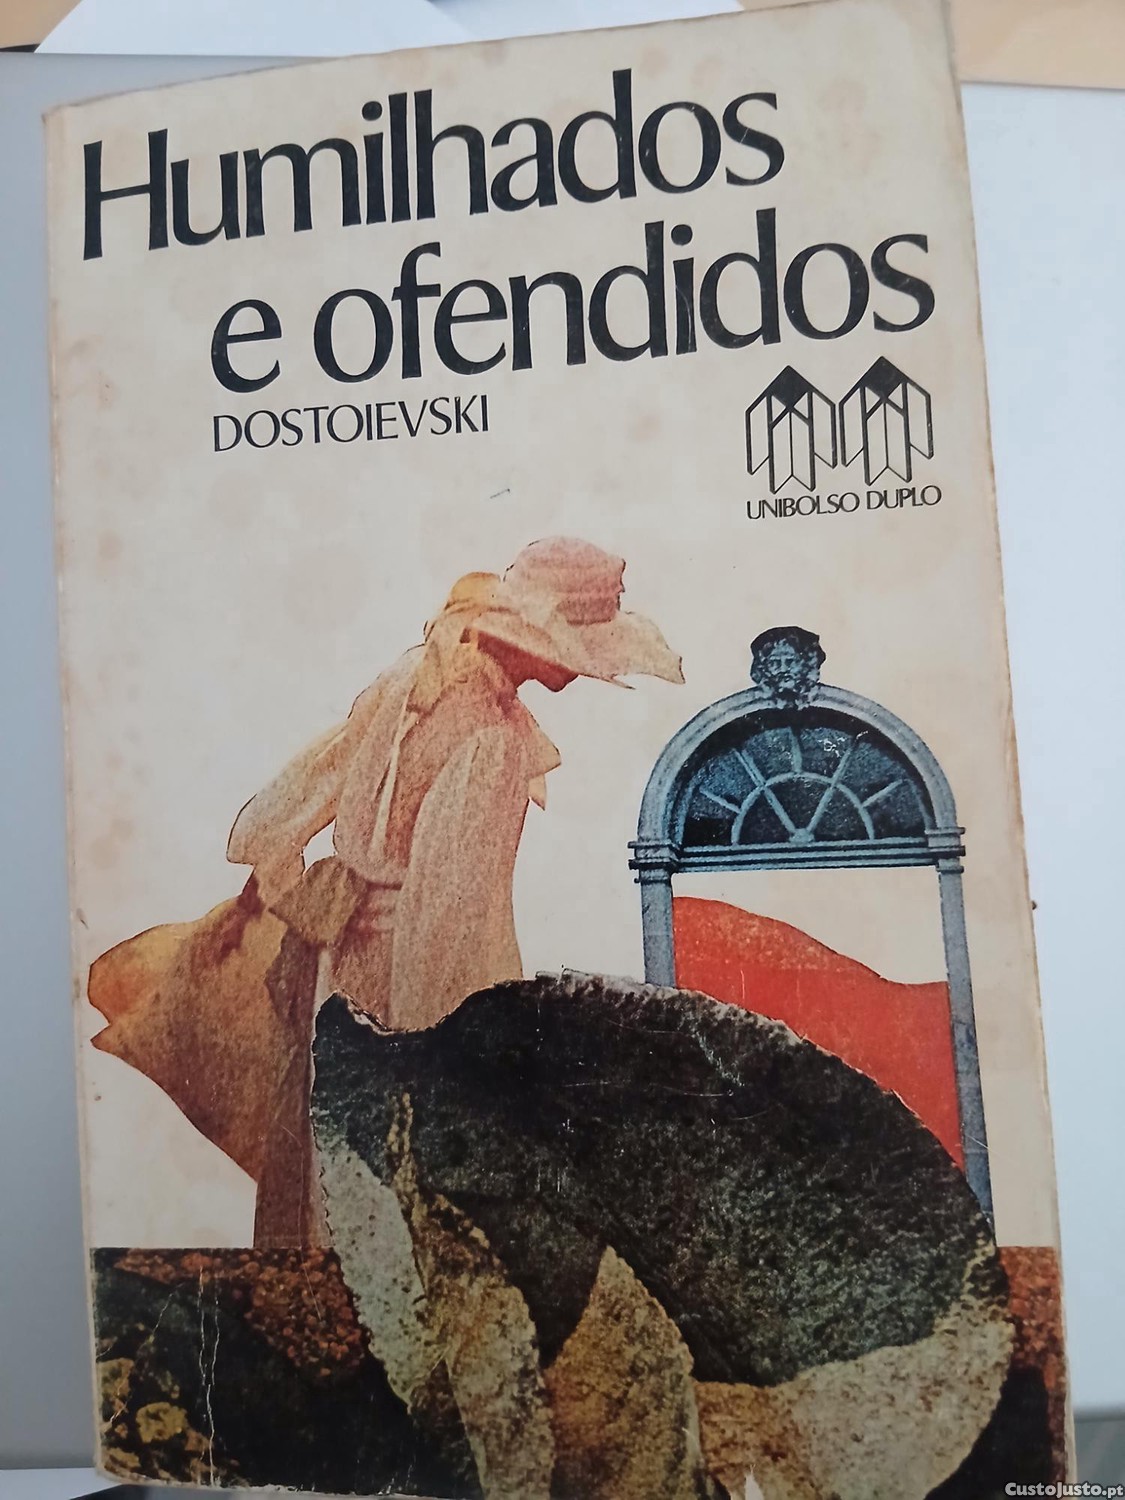 Humilhados
e ofendidos
DOSTOIEVSKI
UNIBOLSO DUPLO
CustoJusto.pt